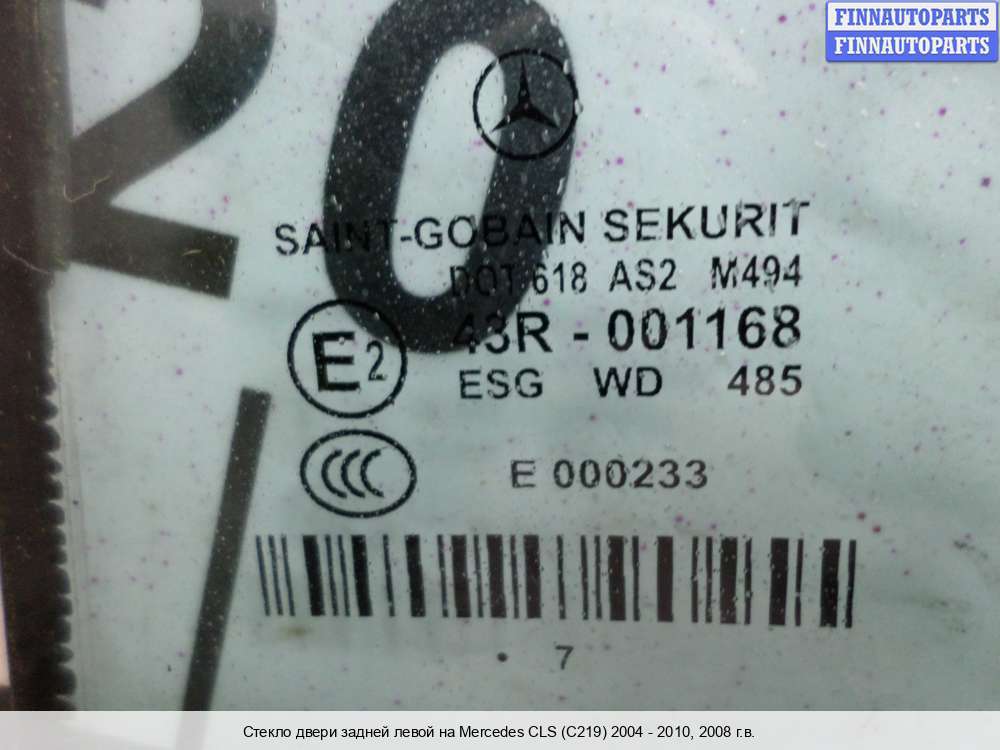 FINNAUTOPARTS
FINNAUTOPARTS
20
SAINT-GOBAIN SEKURIT
DOT 618 AS2 M494
E2 43R - 001168
ESG WD 485
CCC E 000233
. 7
Стекло двери задней левой на Mercedes CLS (C219) 2004 - 2010, 2008 г.в.